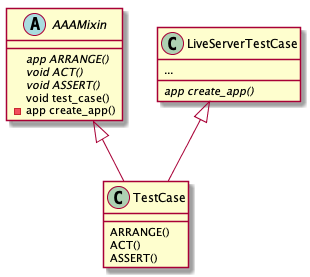 A AAAMixin
app ARRANGE()
void ACT()
void ASSERT()
void test_case()
app create_app()
C LiveServerTestCase
...
app create_app()
C TestCase
ARRANGE()
ACT()
ASSERT()